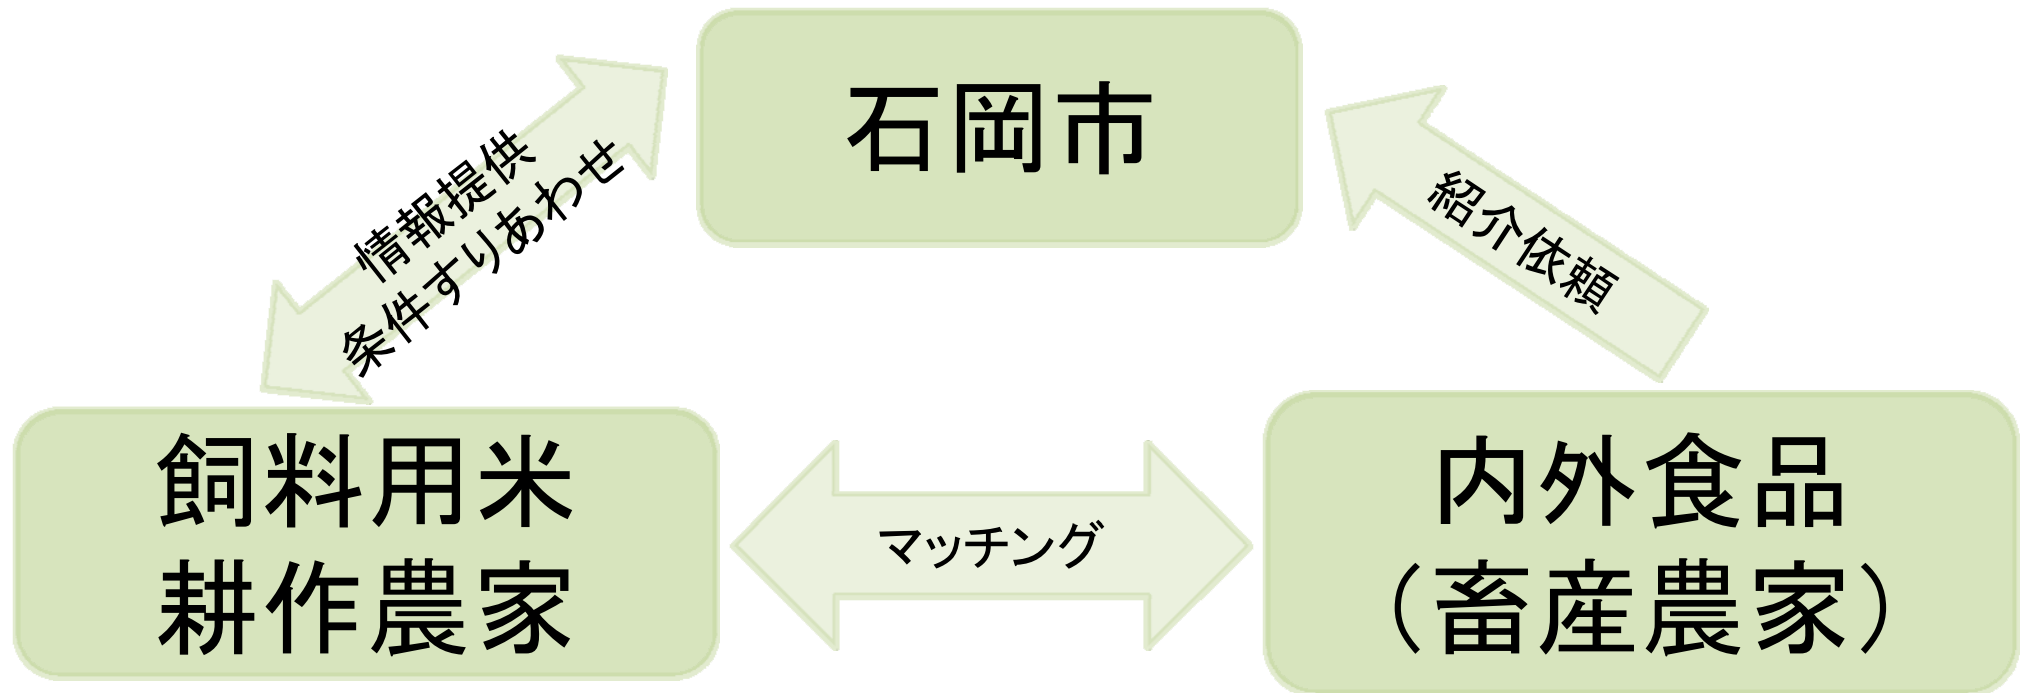 石岡市
情報提供
条件すりあわせ
紹介依頼
飼料用米
耕作農家
マッチング
内外食品
（畜産農家）